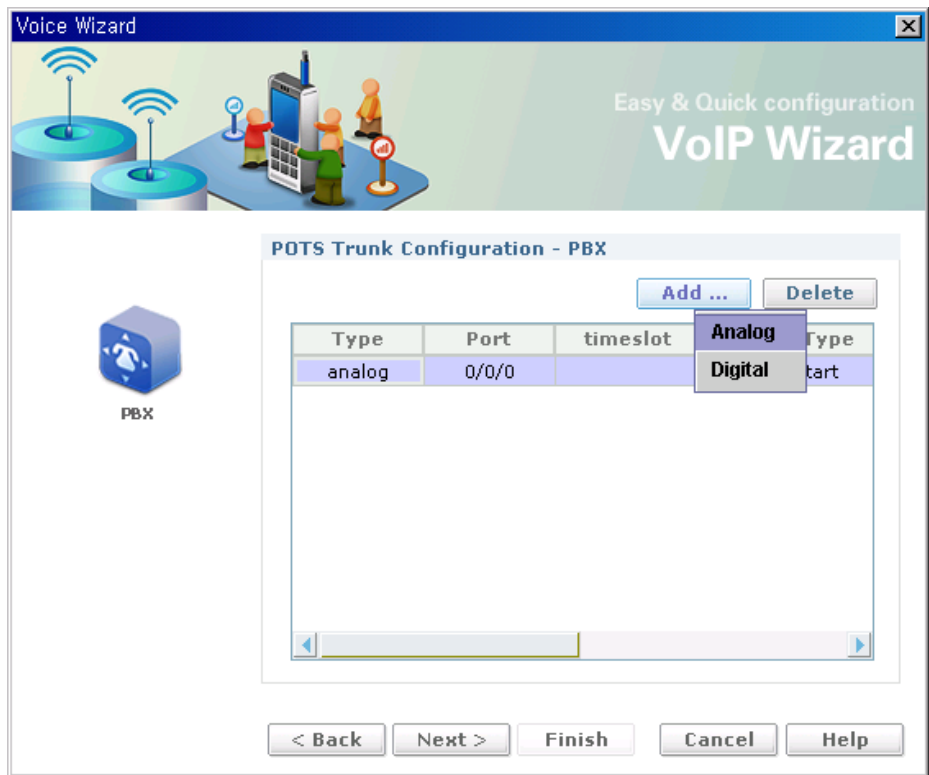 Voice Wizard
Easy & Quick configuration
VoIP Wizard
POTS Trunk Configuration - PBX
Add ... Delete
Type Port timeslot Type
Analog
Digital
analog 0/0/0 tart
PBX
< Back Next > Finish Cancel Help